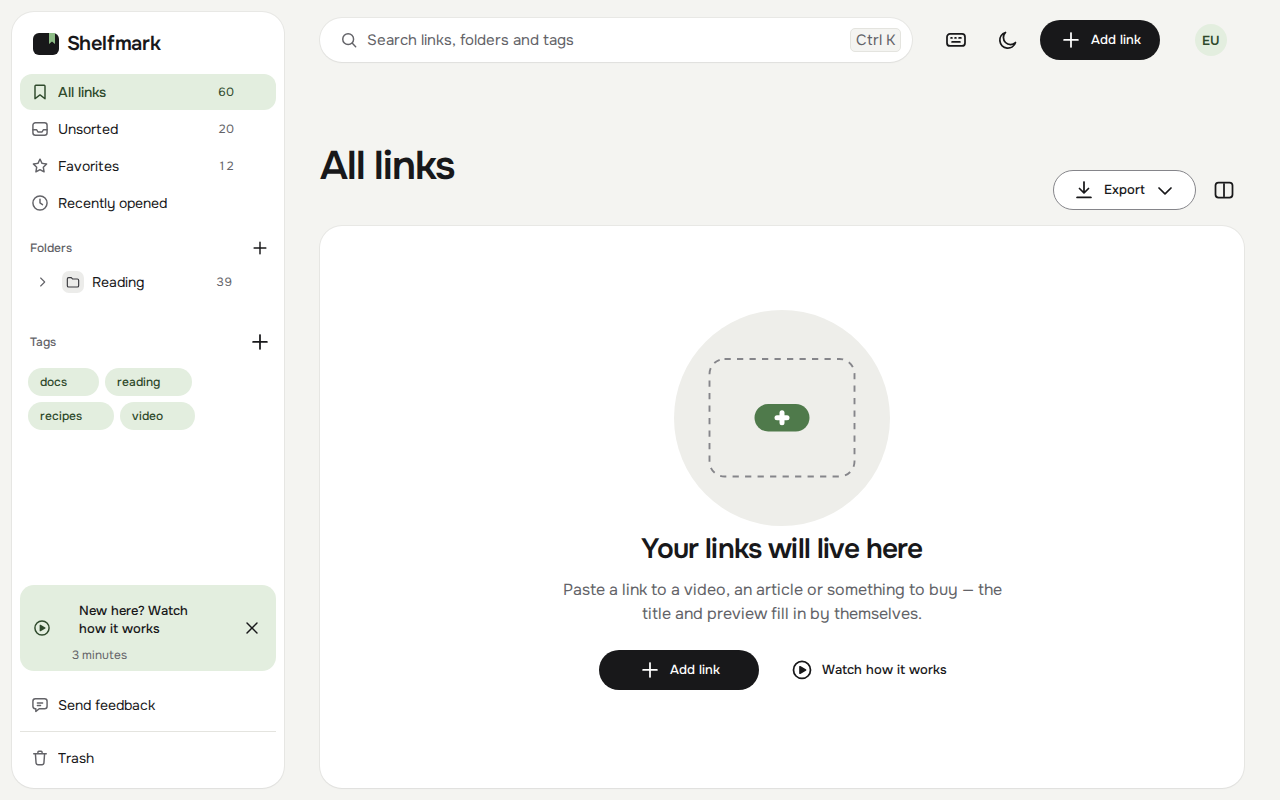 Shelfmark
All links 60
Unsorted 20
Favorites 12
Recently opened
Folders
Reading 39
Tags
docs reading
recipes video
New here? Watch
how it works
3 minutes
Send feedback
Trash
Search links, folders and tags Ctrl K
Add link
EU
All links
Export
Your links will live here
Paste a link to a video, an article or something to buy — the
title and preview fill in by themselves.
Add link Watch how it works